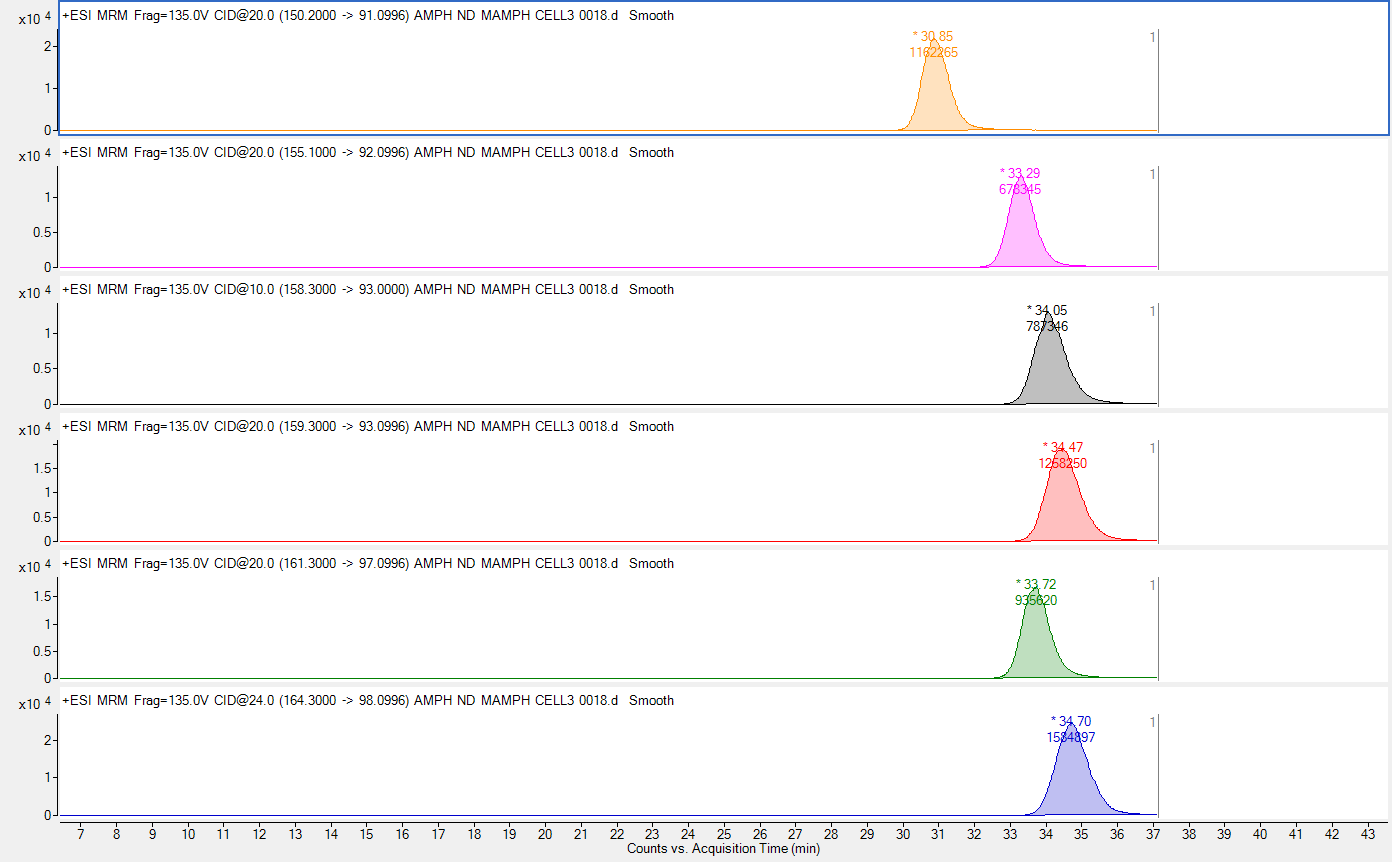 +ESI MRM Frag=135.0V CID@20.0 (150.2000 -> 91.0996) AMPH ND MAMPH CELL3 0018.d Smooth
x10 4
* 30.85
1162265
1
2
1
0
+ESI MRM Frag=135.0V CID@20.0 (155.1000 -> 92.0996) AMPH ND MAMPH CELL3 0018.d Smooth
x10 4
* 33.29
678345
1
1
0.5
0
+ESI MRM Frag=135.0V CID@10.0 (158.3000 -> 93.0000) AMPH ND MAMPH CELL3 0018.d Smooth
x10 4
* 34.05
787346
1
1
0.5
0
+ESI MRM Frag=135.0V CID@20.0 (159.3000 -> 93.0996) AMPH ND MAMPH CELL3 0018.d Smooth
x10 4
* 34.47
1258250
1
1.5
1
0.5
0
+ESI MRM Frag=135.0V CID@20.0 (161.3000 -> 97.0996) AMPH ND MAMPH CELL3 0018.d Smooth
x10 4
* 33.72
935620
1
1.5
1
0.5
0
+ESI MRM Frag=135.0V CID@24.0 (164.3000 -> 98.0996) AMPH ND MAMPH CELL3 0018.d Smooth
x10 4
* 34.70
1584897
1
2
1
0
7 8 9 10 11 12 13 14 15 16 17 18 19 20 21 22 23 24 25 26 27 28 29 30 31 32 33 34 35 36 37 38 39 40 41 42 43
Counts vs. Acquisition Time (min)